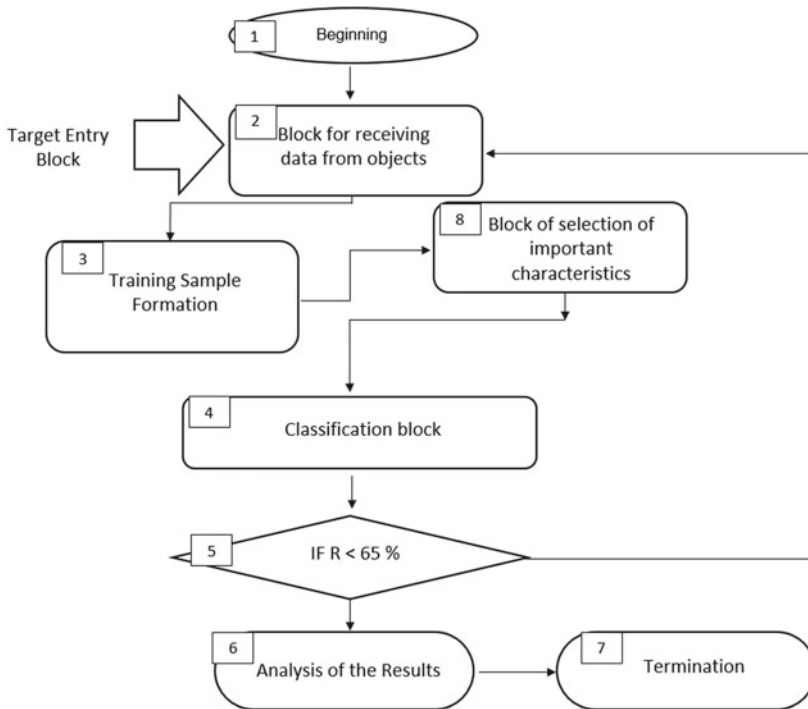 1
Beginning
Target Entry
Block
2
Block for receiving
data from objects
3
Training Sample
Formation
8
Block of selection of
important
characteristics
4
Classification block
5
IF R < 65 %
6
Analysis of the Results
7
Termination